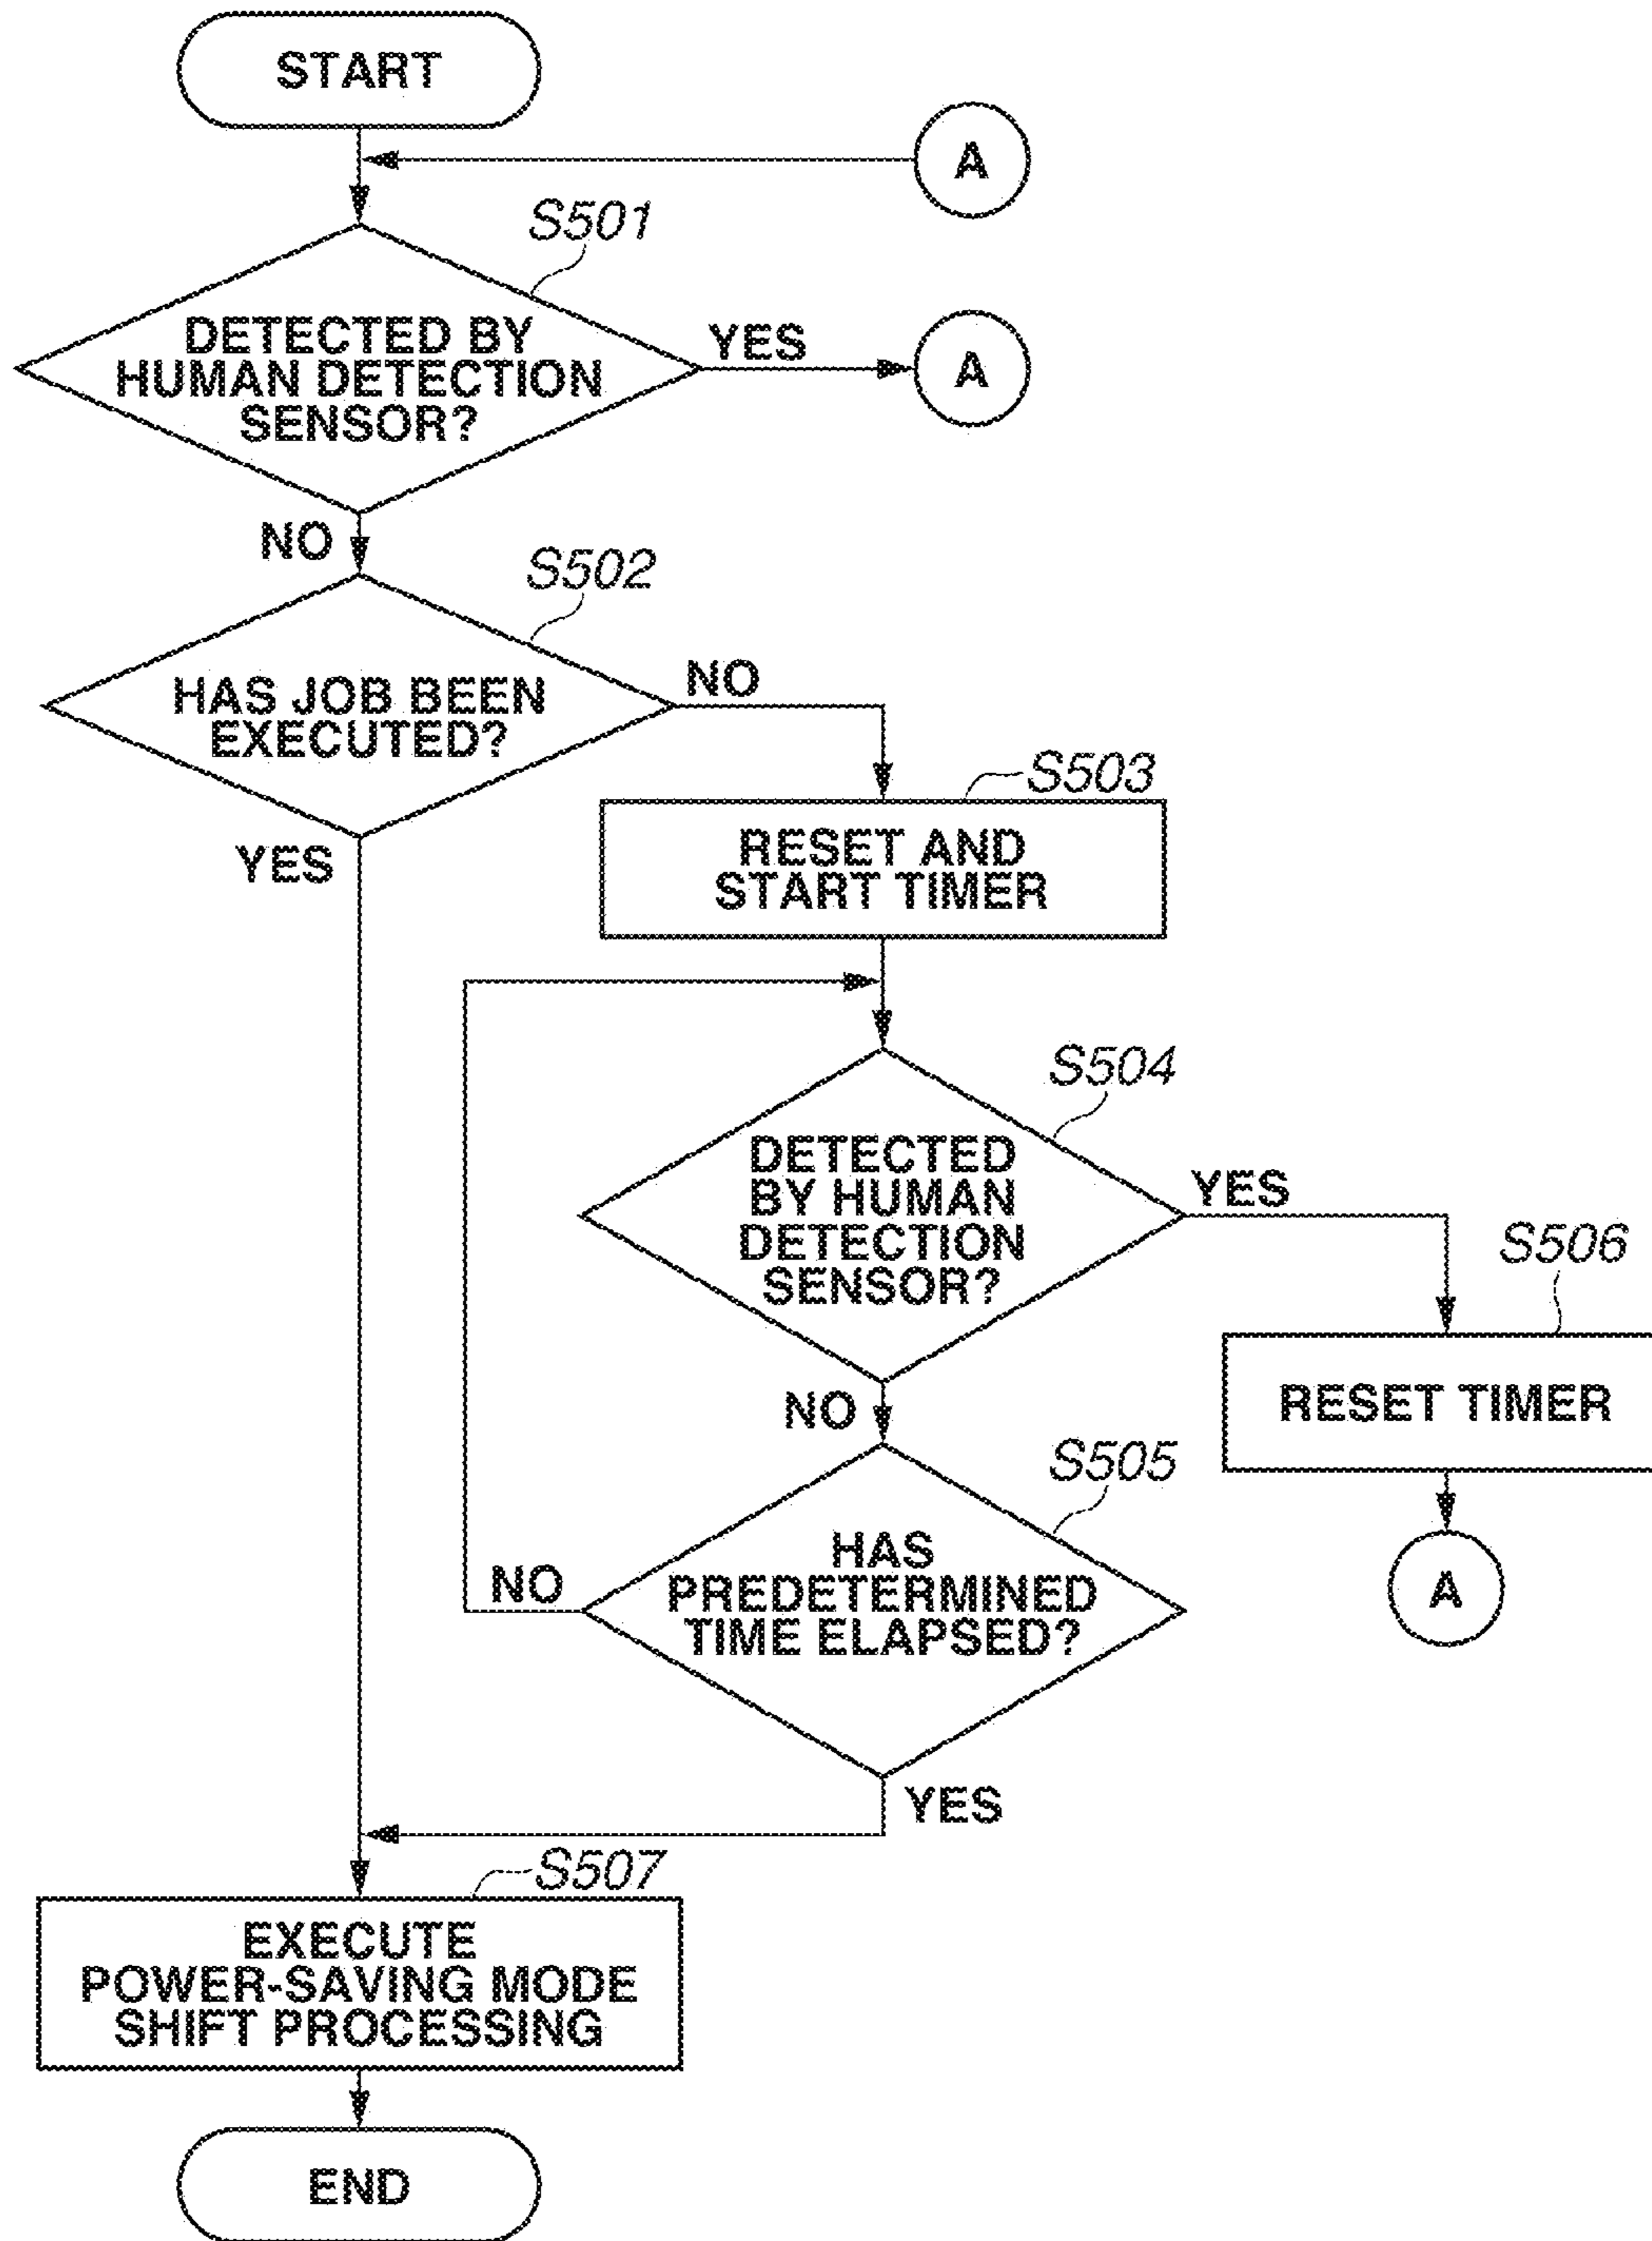 START
A
S501
DETECTED BY
HUMAN DETECTION
SENSOR?
YES
A
NO
S502
HAS JOB BEEN
EXECUTED?
NO
YES
S503
RESET AND
START TIMER
S504
DETECTED
BY HUMAN
DETECTION
SENSOR?
YES
S506
RESET TIMER
A
NO
S505
HAS
PREDETERMINED
TIME ELAPSED?
NO
YES
S507
EXECUTE
POWER-SAVING MODE
SHIFT PROCESSING
END